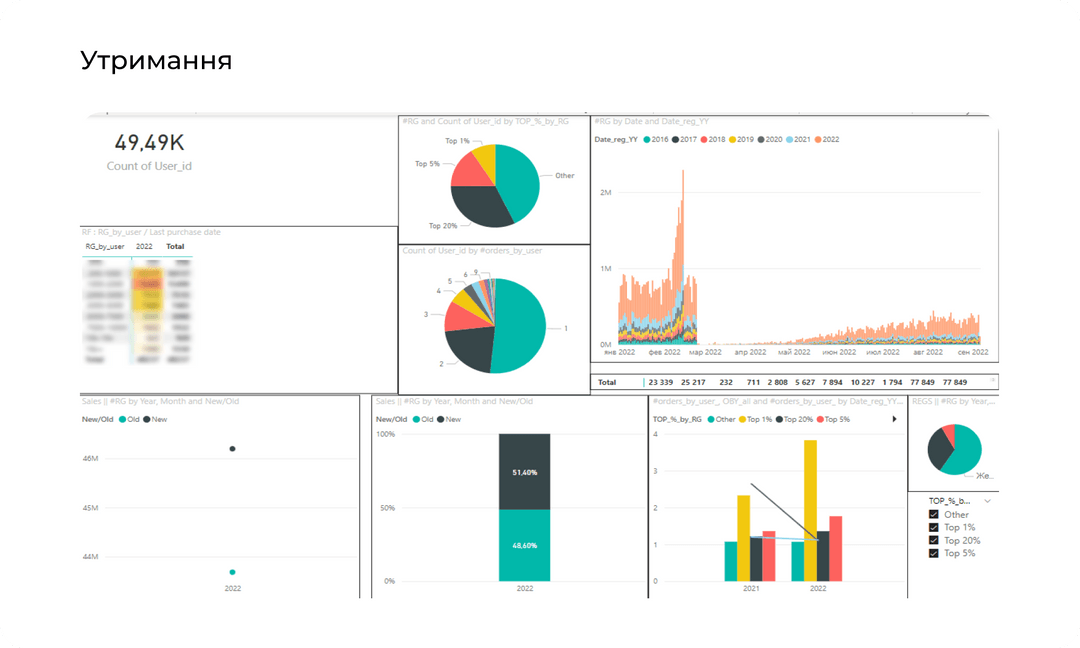 Утримання
49,49K
Count of User_id
#RG and Count of User_id by TOP_%_by_RG
Top 1%
Top 5%
Other
Top 20%
#RG by Date and Date_reg_YY
Date_reg_YY 2016 2017 2018 2019 2020 2021 2022
2M
1M
0M
янв 2022 фев 2022 мар 2022 апр 2022 май 2022 июн 2022 июл 2022 авг 2022 сен 2022
Total 23 339 25 217 232 711 2 808 5 627 7 894 10 227 1 794 77 849 77 849
RF : RG_by_user / Last purchase date
RG_by_user 2022 Total
Count of User_id by #orders_by_user
6 9
5
4
3
1
2
Sales || #RG by Year, Month and New/Old
New/Old Old New
46M
45M
44M
2022
Sales || #RG by Year, Month and New/Old
New/Old Old New
100%
51,40%
50%
48,60%
0%
2022
#orders_by_user_, OBY_all and #orders_by_user_ by Date_reg_YY...
TOP_%_by_RG Other Top 1% Top 20% Top 5%
4
3
2
1
0
2021 2022
REGS || #RG by Year,...
Же...
TOP_%_b...
Other
Top 1%
Top 20%
Top 5%